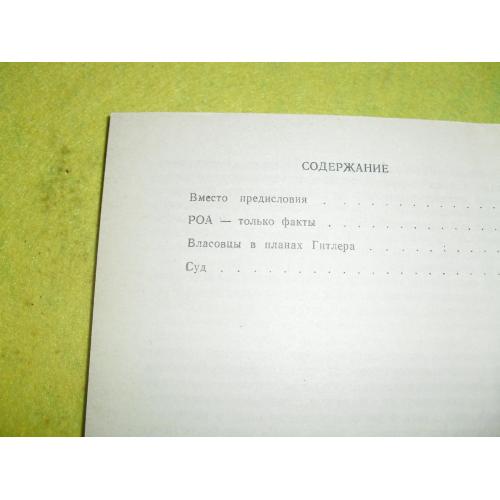 СОДЕРЖАНИЕ
Вместо предисловия . . . . . . . . .
РОА — только факты . . . . . . . . .
Власовцы в планах Гитлера . . . . . . .
Суд . . . . . . . . . . . . . . . .